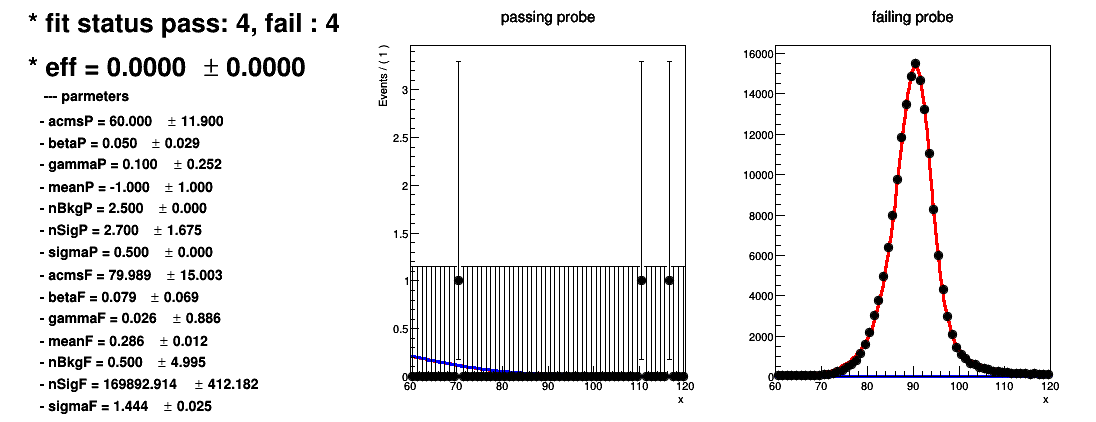 * fit status pass: 4, fail : 4
* eff = 0.0000 ± 0.0000
--- parmeters
- acmsP = 60.000 ± 11.900
- betaP = 0.050 ± 0.029
- gammaP = 0.100 ± 0.252
- meanP = -1.000 ± 1.000
- nBkgP = 2.500 ± 0.000
- nSigP = 2.700 ± 1.675
- sigmaP = 0.500 ± 0.000
- acmsF = 79.989 ± 15.003
- betaF = 0.079 ± 0.069
- gammaF = 0.026 ± 0.886
- meanF = 0.286 ± 0.012
- nBkgF = 0.500 ± 4.995
- nSigF = 169892.914 ± 412.182
- sigmaF = 1.444 ± 0.025
passing probe
Events / ( 1 )
3
2.5
2
1.5
1
0.5
0
60 70 80 90 100 110 120
x
failing probe
16000
14000
12000
10000
8000
6000
4000
2000
0
60 70 80 90 100 110 120
x